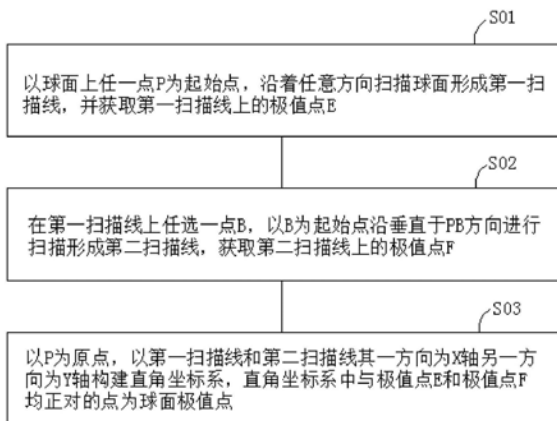 S01
以球面上任一点P为起始点，沿着任意方向扫描球面形成第一扫
描线，并获取第一扫描线上的极值点E
S02
在第一扫描线上任选一点B，以B为起始点沿垂直于PB方向进行
扫描形成第二扫描线，获取第二扫描线上的极值点F
S03
以P为原点，以第一扫描线和第二扫描线其一方向为X轴另一方
向为Y轴构建直角坐标系，直角坐标系中与极值点E和极值点F
均正对的点为球面极值点